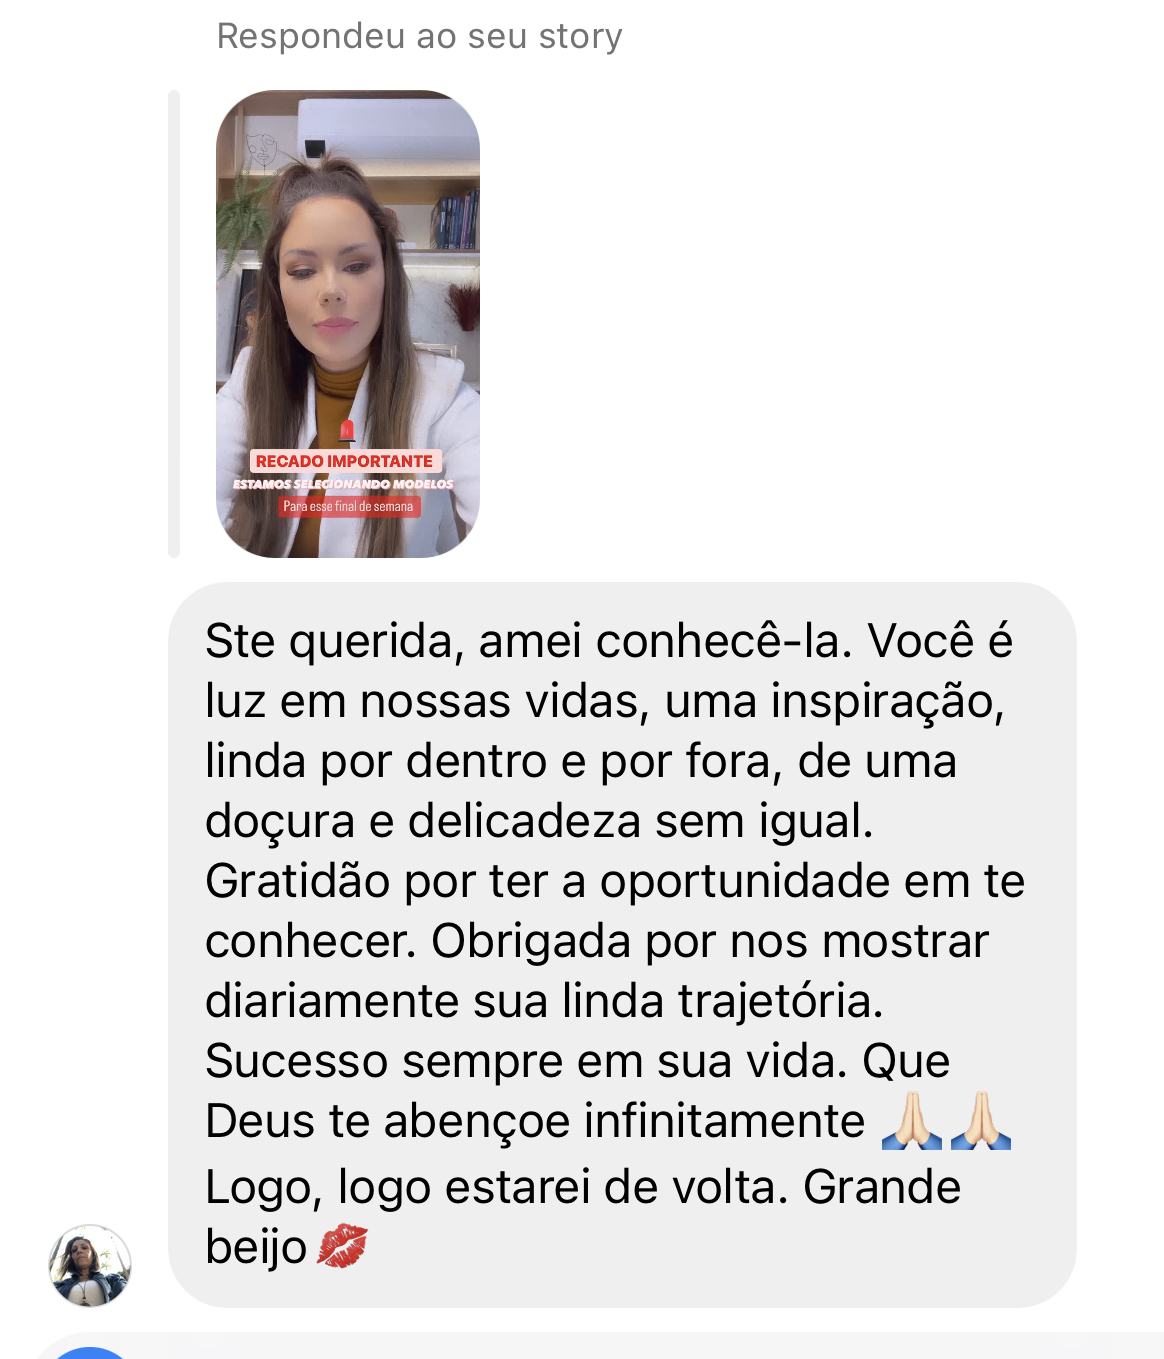 Respondeu ao seu story
RECADO IMPORTANTE
ESTAMOS SELECIONANDO MODELOS
Para esse final de semana
Ste querida, amei conhecê-la. Você é
luz em nossas vidas, uma inspiração,
linda por dentro e por fora, de uma
doçura e delicadeza sem igual.
Gratidão por ter a oportunidade em te
conhecer. Obrigada por nos mostrar
diariamente sua linda trajetória.
Sucesso sempre em sua vida. Que
Deus te abençoe infinitamente 🙏🏻🙏🏻
Logo, logo estarei de volta. Grande
beijo💋